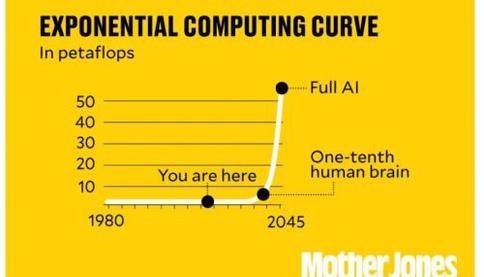 EXPONENTIAL COMPUTING CURVE
In petaflops
Full AI
50
40
30
20
10
You are here
One-tenth
human brain
1980
2045
Mother Jones